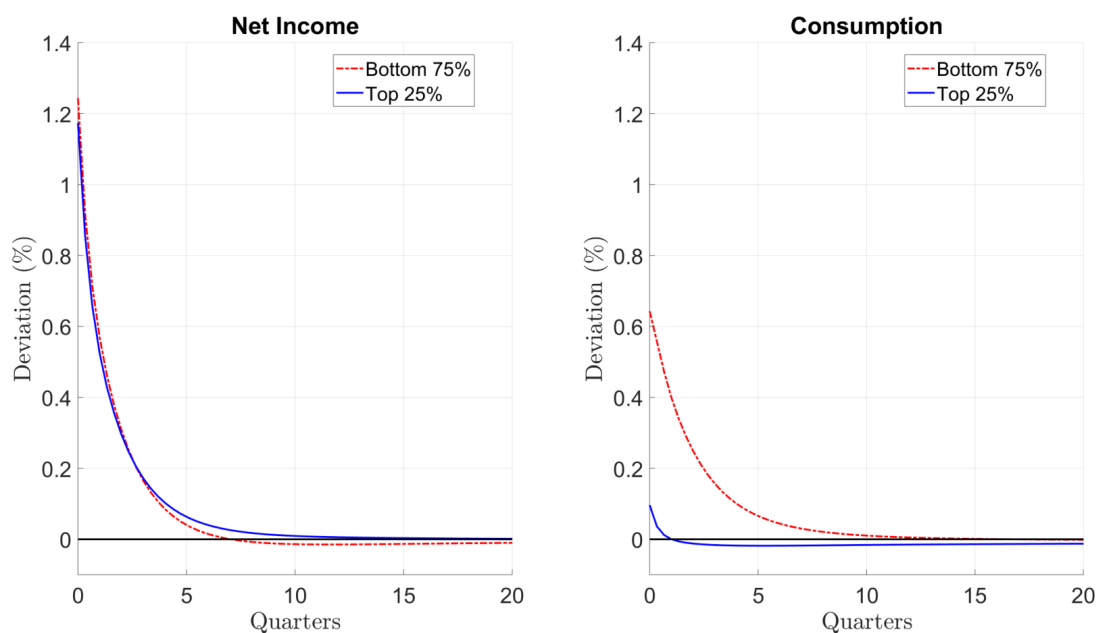 Net Income
1.4
1.2
1
0.8
0.6
0.4
0.2
0
Deviation (%)
Bottom 75%
Top 25%
0 5 10 15 20
Quarters
Consumption
1.4
1.2
1
0.8
0.6
0.4
0.2
0
Deviation (%)
Bottom 75%
Top 25%
0 5 10 15 20
Quarters